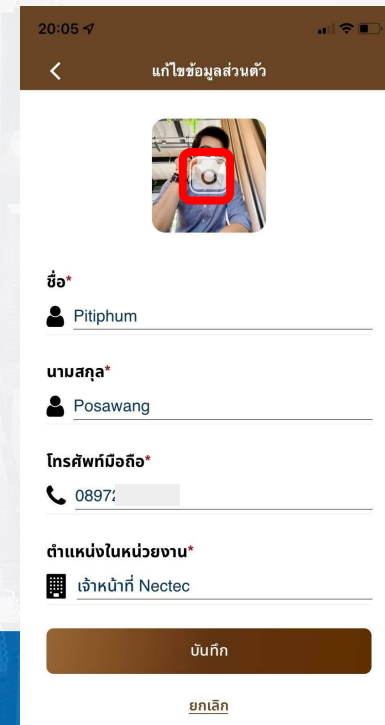 20:05
แก้ไขข้อมูลส่วนตัว
ชื่อ*
Pitiphum
นามสกุล*
Posawang
โทรศัพท์มือถือ*
0897
ตำแหน่งในหน่วยงาน*
เจ้าหน้าที่ Nectec
บันทึก
ยกเลิก